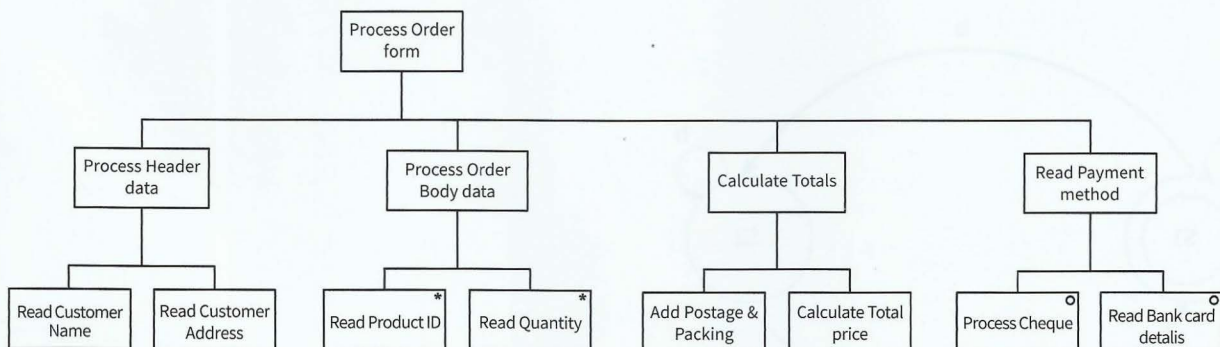 Process Order
form
Process Header
data
Process Order
Body data
Calculate Totals
Read Payment
method
Read Customer
Name
Read Customer
Address
*
Read Product ID
*
Read Quantity
Add Postage &
Packing
Calculate Total
price
o
Process Cheque
o
Read Bank card
detalis